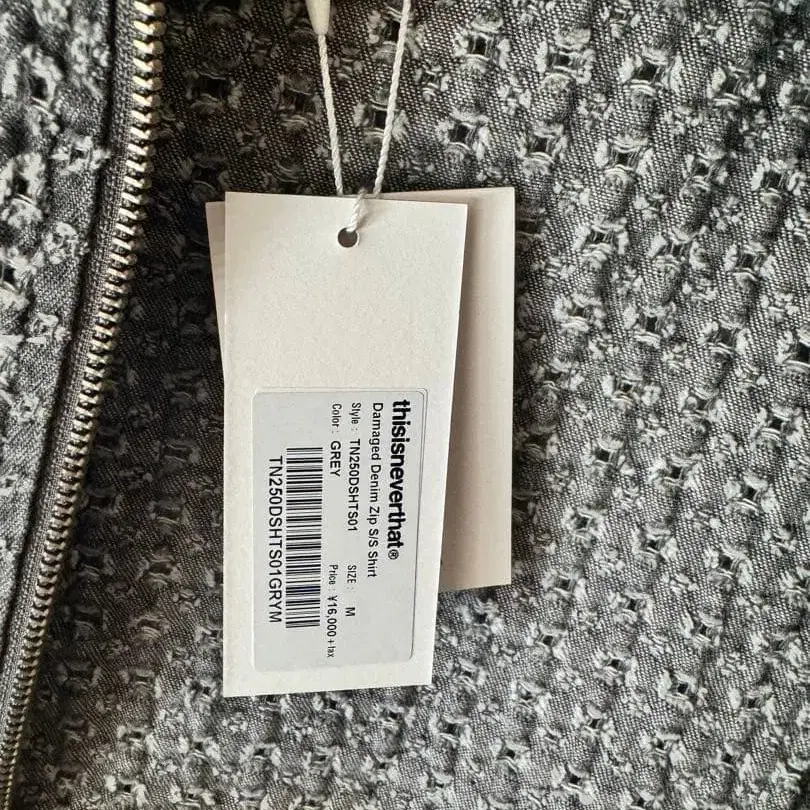 thisisneverthat®
Damaged Denim Zip S/S Shirt
Style : TN250DSHTS01 SIZE : M
Color : GREY Price : ¥16,000 + tax
TN250DSHTS01GRYM